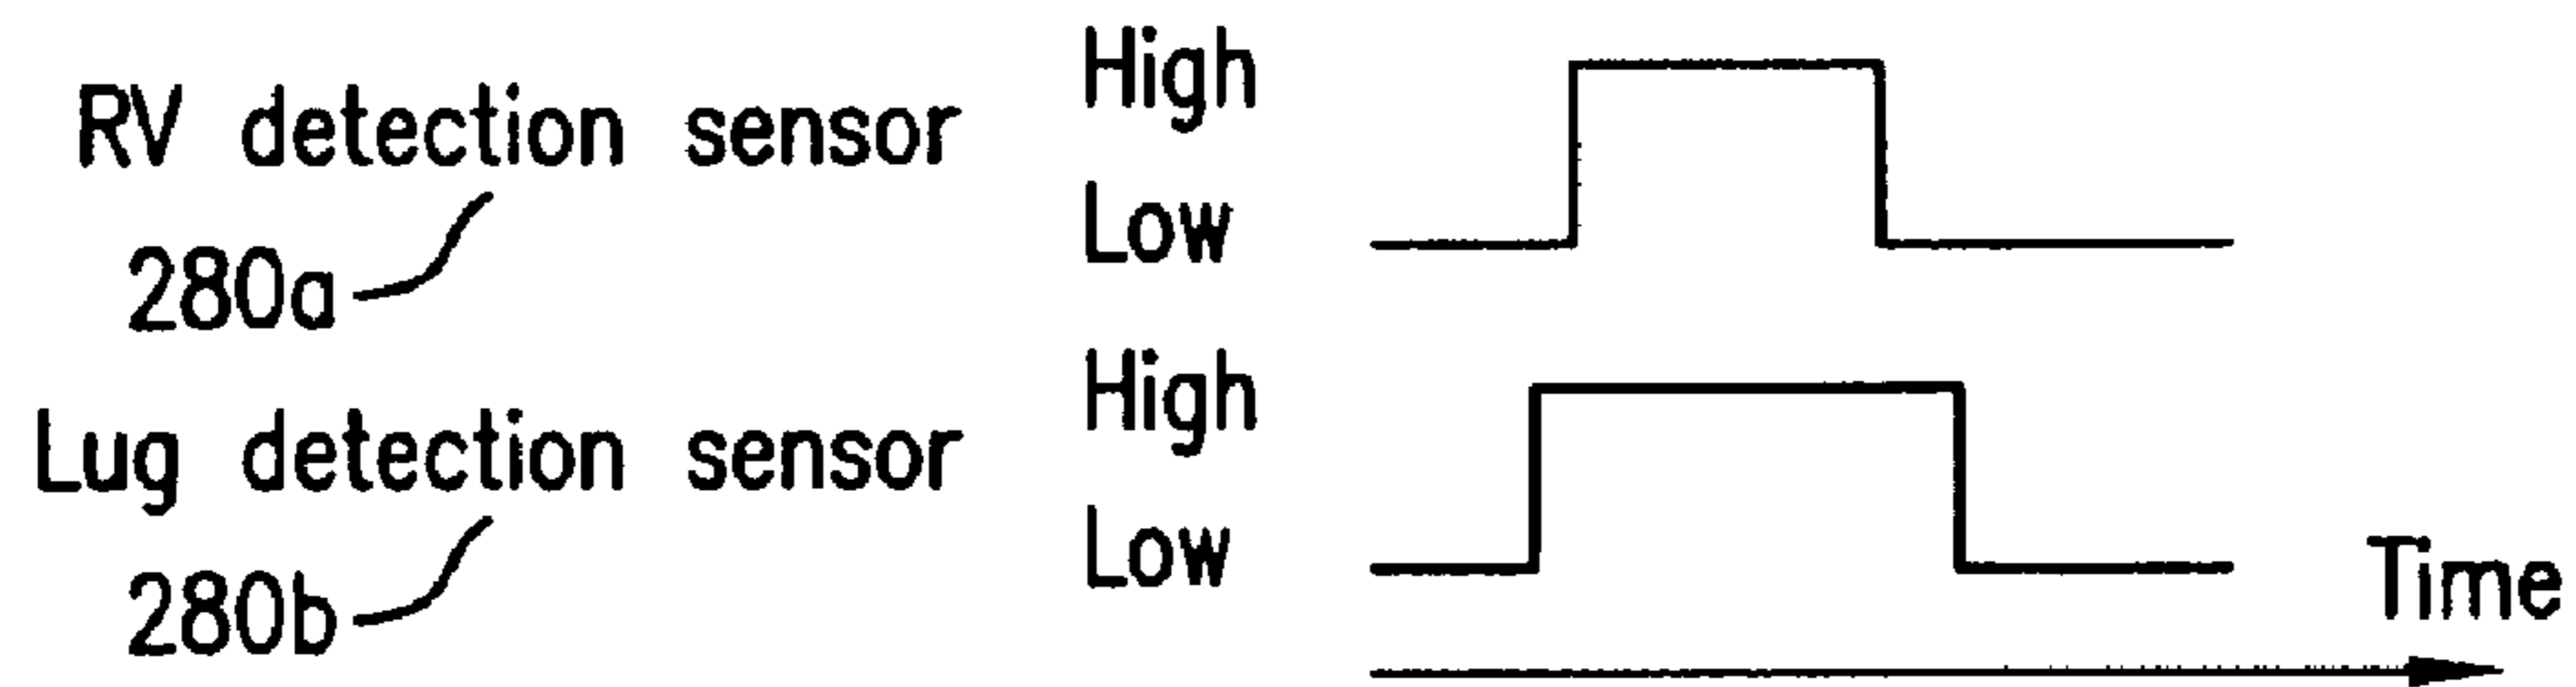 High
RV detection sensor
Low
280a
High
Lug detection sensor
Low
Time
280b